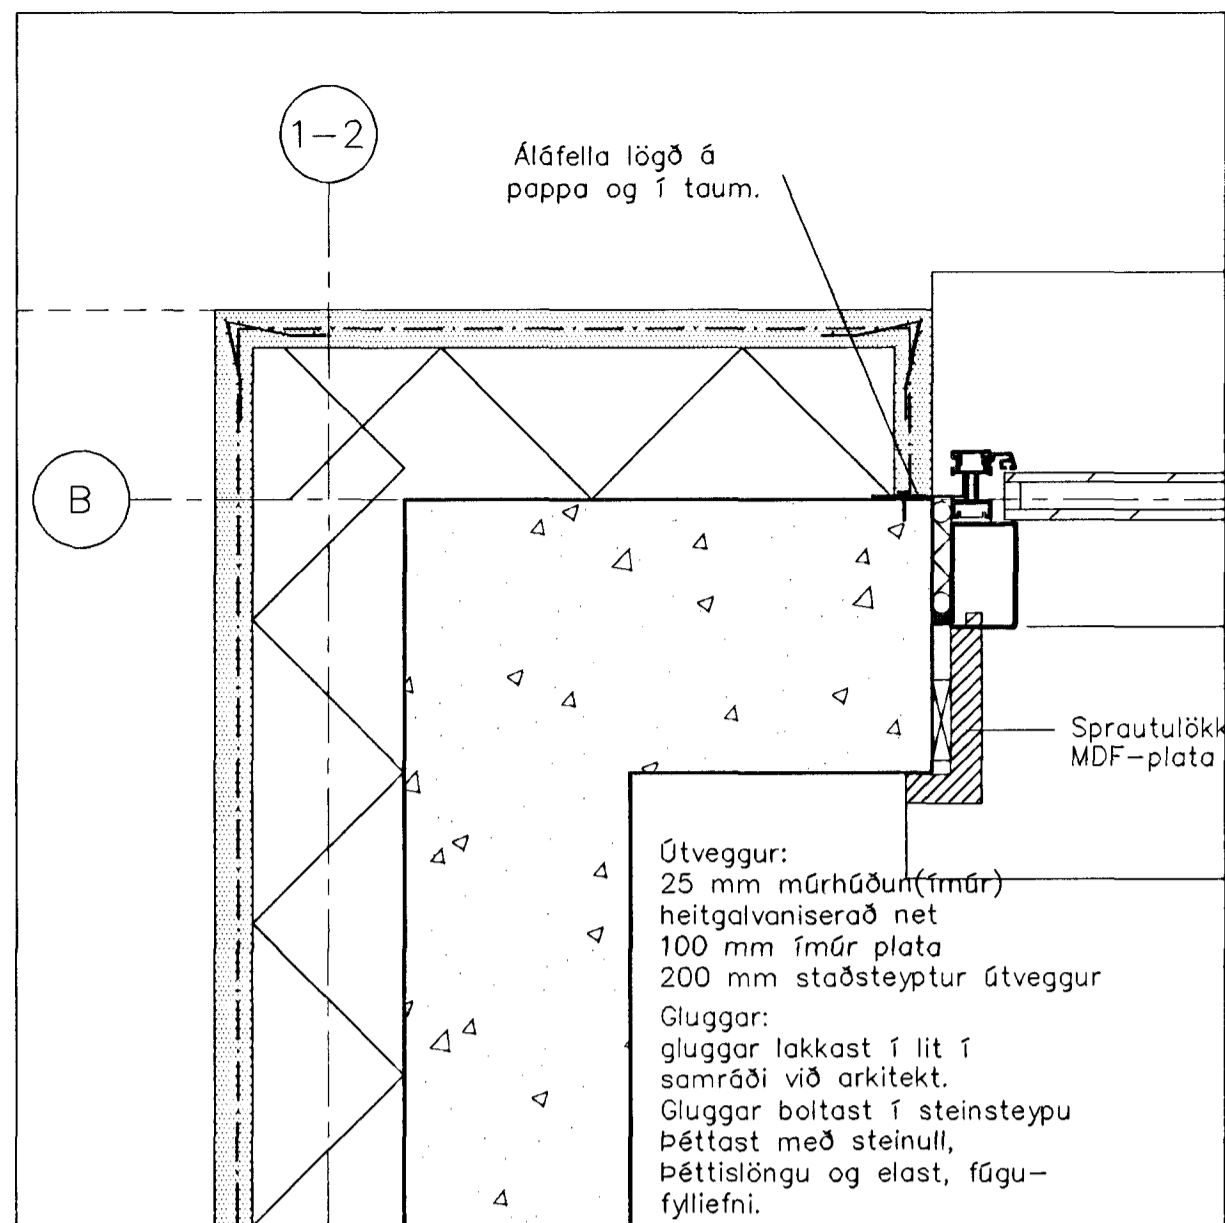 1-2
Áláfella lögð á
pappa og í taum.
B
Sprautulökk
MDF-plata
Útveggur:
25 mm múrhúðun(ímúr)
heitgalvaniserað net
100 mm ímúr plata
200 mm staðsteyptur útveggur
Gluggar:
gluggar lakkast í lit í
samráði við arkitekt.
Gluggar boltast í steinsteypu
Þéttast með steinull,
Þéttislöngu og elast, fúgu-
fylliefni.